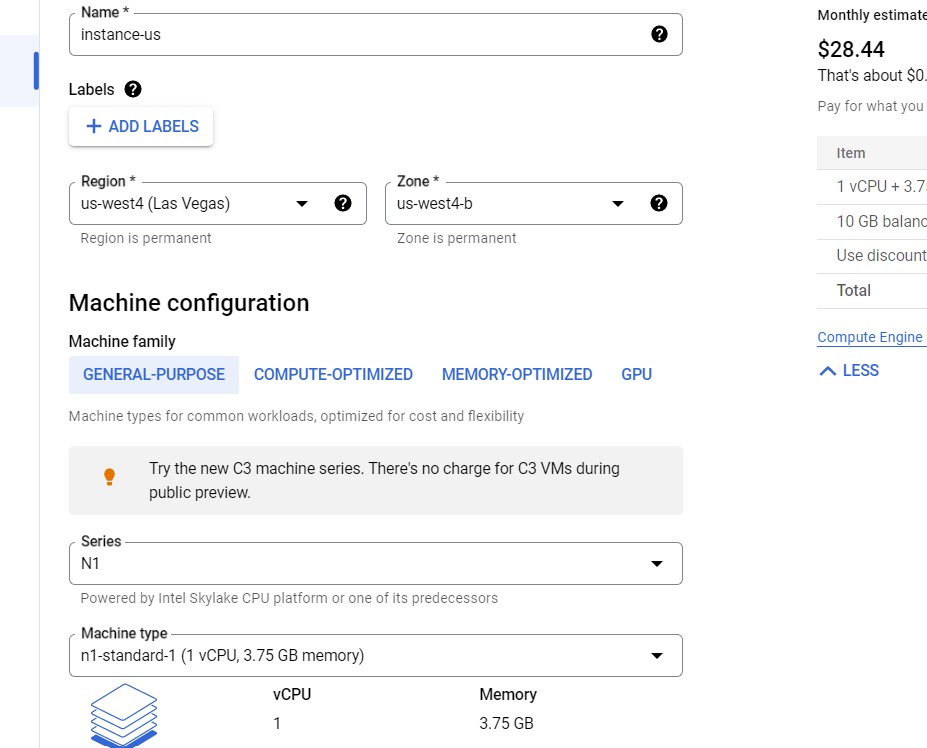 Name *
instance-us
Labels
ADD LABELS
Region *
us-west4 (Las Vegas)
Region is permanent
Zone *
us-west4-b
Zone is permanent
Machine configuration
Machine family
GENERAL-PURPOSE COMPUTE-OPTIMIZED MEMORY-OPTIMIZED GPU
Machine types for common workloads, optimized for cost and flexibility
Try the new C3 machine series. There's no charge for C3 VMs during
public preview.
Series
N1
Powered by Intel Skylake CPU platform or one of its predecessors
Machine type
n1-standard-1 (1 vCPU, 3.75 GB memory)
vCPU Memory
1 3.75 GB
Monthly estimate
$28.44
That's about $0.
Pay for what you
Item
1 vCPU + 3.7
10 GB
Use discount
Total
Compute Engine
LESS